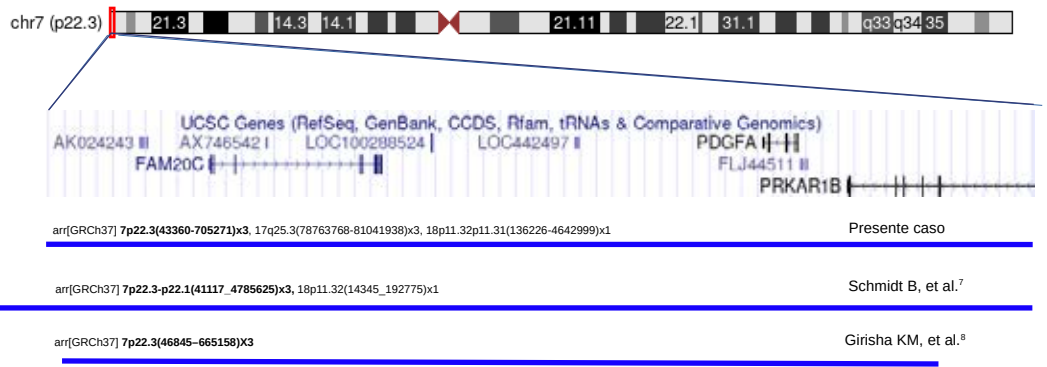 chr7 (p22.3) 21.3 14.3 14.1 21.11 22.1 31.1 q33 q34 35
UCSC Genes (RefSeq, GenBank, CCDS, Rfam, tRNAs & Comparative Genomics)
AK024243 AX746542 LOC100288524 LOC442497 PDGFA
FAM20C FLJ44511
PRKAR1B
arr[GRCh37] 7p22.3(43360-705271)x3, 17q25.3(78763768-81041938)x3, 18p11.32p11.31(136226-4642999)x1 Presente caso
arr[GRCh37] 7p22.3-p22.1(41117_4785625)x3, 18p11.32(14345_192775)x1 Schmidt B, et al.7
arr[GRCh37] 7p22.3(46845–665158)X3 Girisha KM, et al.8